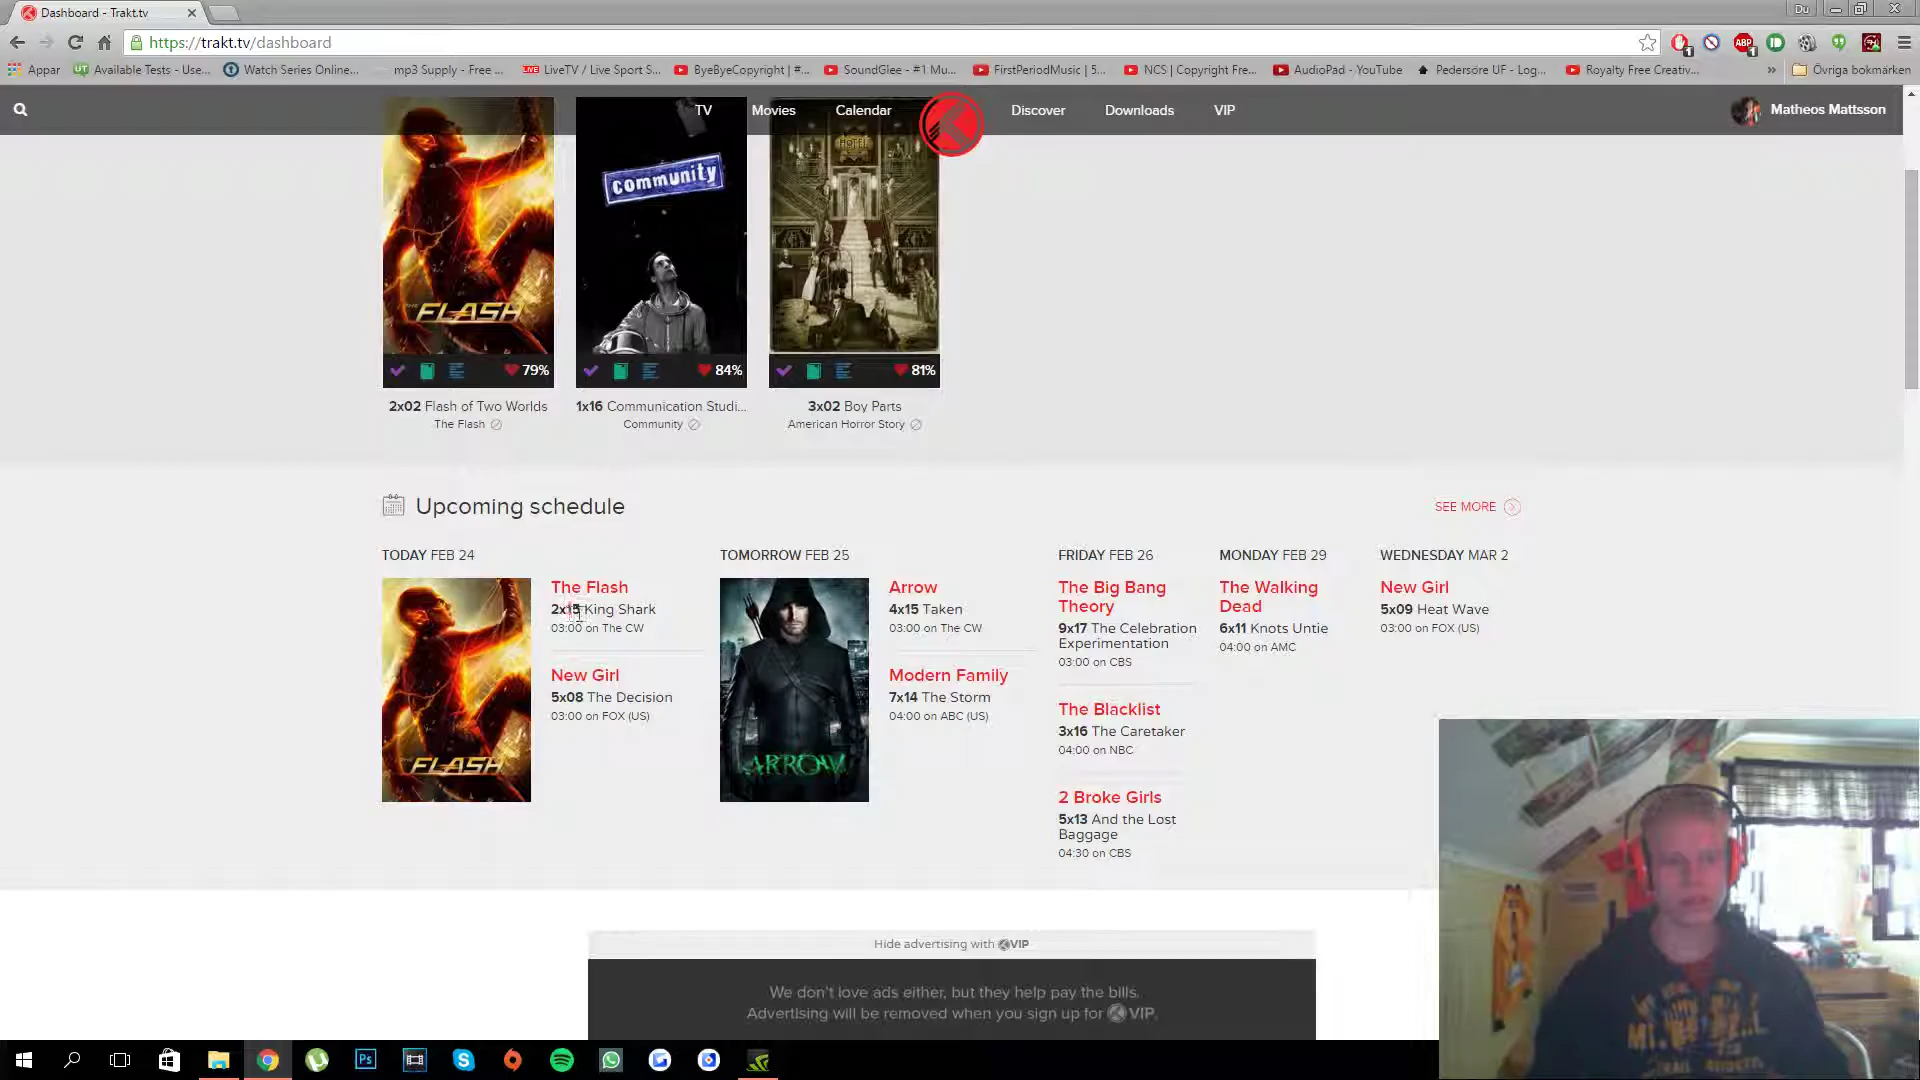 Dashboard - Trakt.tv
Du
https://trakt.tv/dashboard
Appar
Available Tests - Use...
Watch Series Online...
mp3 Supply - Free ...
LiveTV / Live Sport S...
ByeByeCopyright | #...
SoundGlee - #1 Mu...
FirstPeriodMusic | 5...
NCS | Copyright Fre...
AudioPad - YouTube
Pedersöre UF - Log...
Royalty Free Creativ...
Övriga bokmärken
TV
Movies
Calendar
Discover
Downloads
VIP
Matheos Mattsson
FLASH
community
HOTEL
79%
84%
81%
2x02 Flash of Two Worlds
The Flash
1x16 Communication Studi...
Community
3x02 Boy Parts
American Horror Story
Upcoming schedule
SEE MORE
TODAY FEB 24
FLASH
The Flash
2x15 King Shark
03:00 on The CW
New Girl
5x08 The Decision
03:00 on FOX (US)
TOMORROW FEB 25
ARROW
Arrow
4x15 Taken
03:00 on The CW
Modern Family
7x14 The Storm
04:00 on ABC (US)
FRIDAY FEB 26
The Big Bang
Theory
9x17 The Celebration
Experimentation
03:00 on CBS
The Blacklist
3x16 The Caretaker
04:00 on NBC
2 Broke Girls
5x13 And the Lost
Baggage
04:30 on CBS
MONDAY FEB 29
The Walking
Dead
6x11 Knots Untie
04:00 on AMC
WEDNESDAY MAR 2
New Girl
5x09 Heat Wave
03:00 on FOX (US)
Hide advertising with VIP
We don't love ads either, but they help pay the bills.
Advertising will be removed when you sign up for VIP.